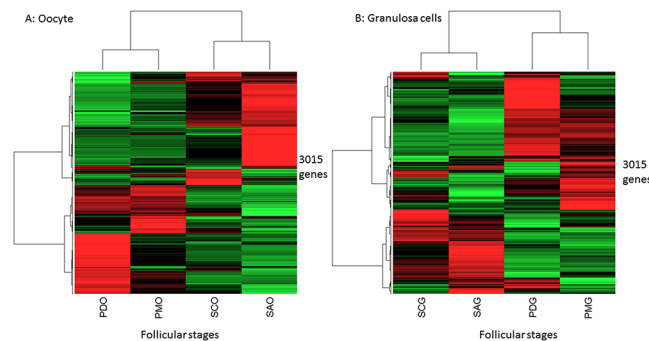 A: Oocyte
3015
genes
PDO
PMO
SCO
SAO
Follicular stages
B: Granulosa cells
3015
genes
SCG
SAG
PDG
PMG
Follicular stages